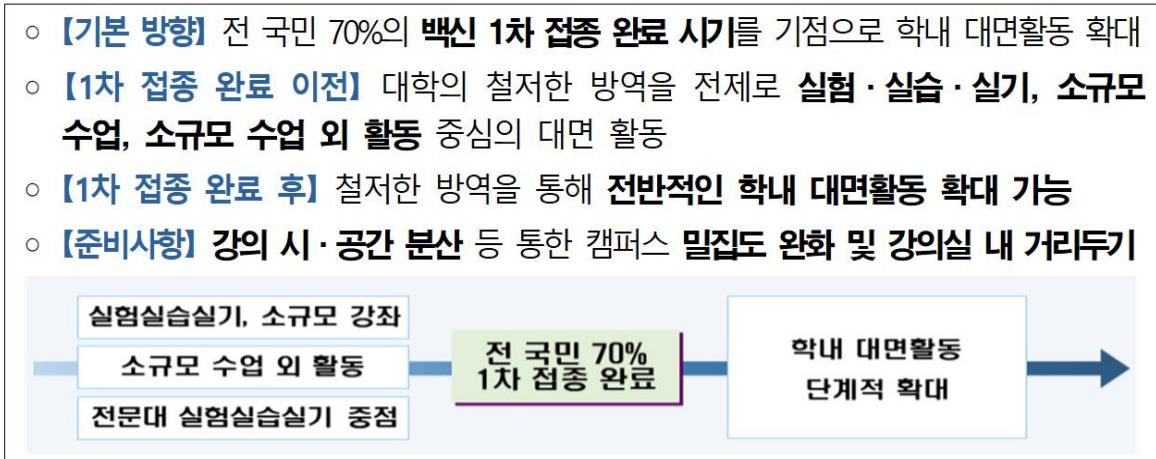 ○ 【기본 방향】 전 국민 70%의 백신 1차 접종 완료 시기를 기점으로 학내 대면활동 확대
○ 【1차 접종 완료 이전】 대학의 철저한 방역을 전제로 실험·실습·실기, 소규모
수업, 소규모 수업 외 활동 중심의 대면 활동
○ 【1차 접종 완료 후】 철저한 방역을 통해 전반적인 학내 대면활동 확대 가능
○ 【준비사항】 강의 시·공간 분산 등 통한 캠퍼스 밀집도 완화 및 강의실 내 거리두기
실험실습실기, 소규모 강좌
소규모 수업 외 활동
전문대 실험실습실기 중점
전 국민 70%
1차 접종 완료
학내 대면활동
단계적 확대